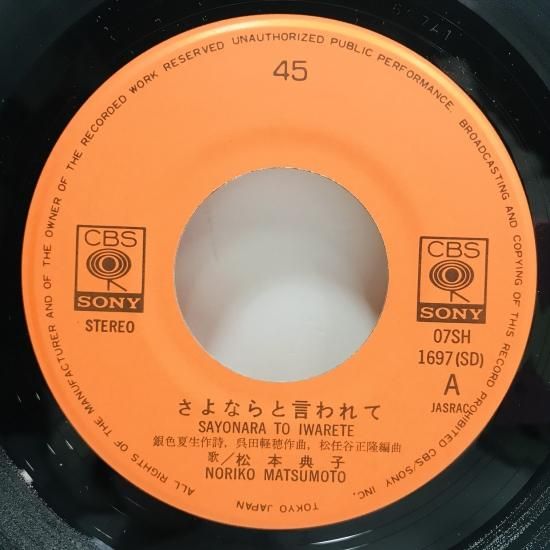 ALL RIGHTS OF THE MANUFACTURER AND OF THE OWNER OF THE RECORDED WORK RESERVED UNAUTHORIZED PUBLIC PERFORMANCE, BROADCASTING AND COPYING OF THIS RECORD PROHIBITED CBS/SONY INC.
45
CBS
SONY
STEREO
CBS
SONY
07SH
1697(SD)
A
JASRAC
さよならと言われて
SAYONARA TO IWARETE
銀色夏生作詩, 呉田軽穂作曲, 松任谷正隆編曲
歌／松本典子
NORIKO MATSUMOTO
TOKYO JAPAN